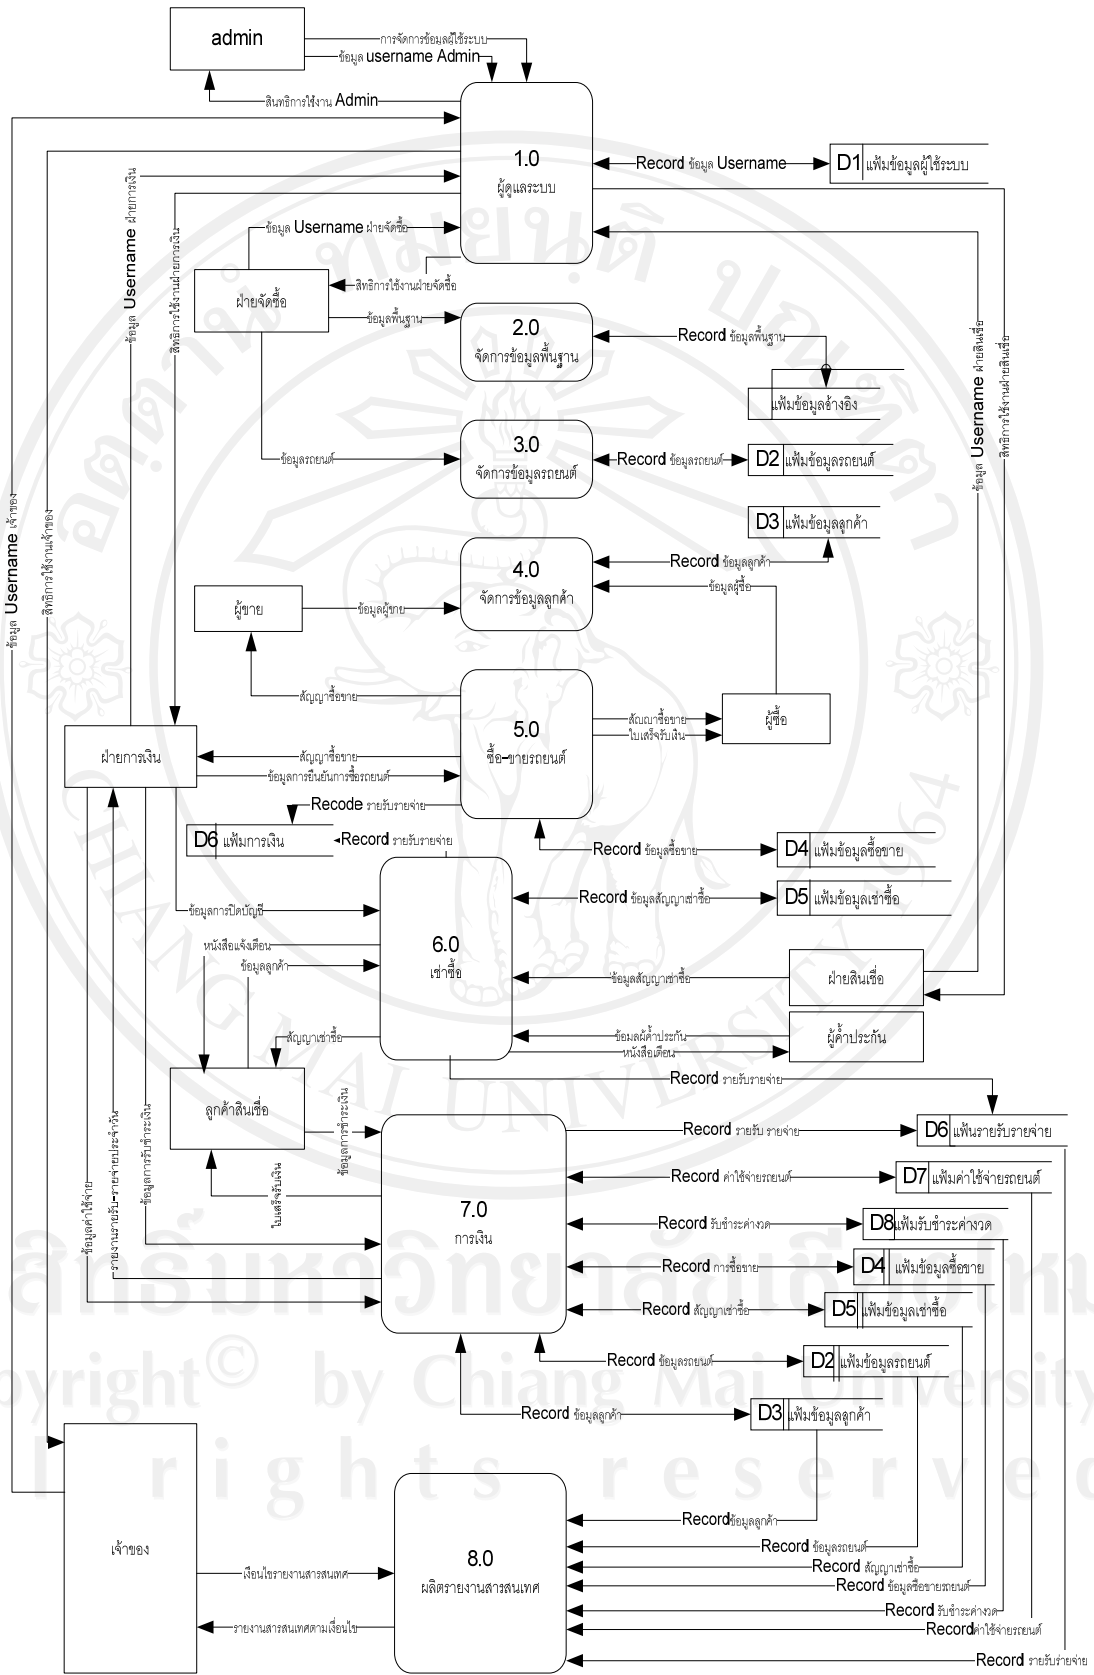 admin
การจัดการข้อมูลผู้ใช้ระบบ
ข้อมูล username Admin
สินทธิการใช้งาน Admin
1.0
ผู้ดูแลระบบ
Record ข้อมูล Username
D1 แฟ้มข้อมูลผู้ใช้ระบบ
ข้อมูล Username ฝ่ายการเงิน
สิทธิการใช้งานฝ่ายการเงิน
ข้อมูล Username ฝ่ายจัดซื้อ
สิทธิการใช้งานฝ่ายจัดซื้อ
ฝ่ายจัดซื้อ
ข้อมูลพื้นฐาน
2.0
จัดการข้อมูลพื้นฐาน
Record ข้อมูลพื้นฐาน
แฟ้มข้อมูลอ้างอิง
ข้อมูล Username ฝ่ายสินเชื่อ
สิทธิการใช้งานฝ่ายสินเชื่อ
ข้อมูลรถยนต์
3.0
จัดการข้อมูลรถยนต์
Record ข้อมูลรถยนต์
D2 แฟ้มข้อมูลรถยนต์
D3 แฟ้มข้อมูลลูกค้า
ข้อมูล Username เจ้าของ
สิทธิการใช้งานเจ้าของ
4.0
จัดการข้อมูลลูกค้า
Record ข้อมูลลูกค้า
ข้อมูลผู้ซื้อ
ผู้ขาย
ข้อมูลผู้ขาย
สัญญาซื้อขาย
5.0
ซื้อ-ขายรถยนต์
สัญญาซื้อขาย
ใบเสร็จรับเงิน
ผู้ซื้อ
ฝ่ายการเงิน
สัญญาซื้อขาย
ข้อมูลการยืนยันการซื้อรถยนต์
Recode รายรับรายจ่าย
D6 แฟ้มการเงิน
Record รายรับรายจ่าย
Record ข้อมูลซื้อขาย
D4 แฟ้มข้อมูลซื้อขาย
Record ข้อมูลสัญญาเช่าซื้อ
D5 แฟ้มข้อมูลเช่าซื้อ
ข้อมูลการปิดบัญชี
หนังสือแจ้งเตือน
ข้อมูลลูกค้า
6.0
เช่าซื้อ
ข้อมูลสัญญาเช่าซื้อ
ฝ่ายสินเชื่อ
สัญญาเช่าซื้อ
ข้อมูลผู้ค้ำประกัน
หนังสือเตือน
ผู้ค้ำประกัน
Record รายรับรายจ่าย
ลูกค้าสินเชื่อ
ข้อมูลการชำระเงิน
ใบเสร็จรับเงิน
ข้อมูลค่าใช้จ่าย
รายงานรายรับ-รายจ่ายประจำวัน
ข้อมูลการรับชำระเงิน
7.0
การเงิน
Record รายรับ รายจ่าย
D6 แฟ้มรายรับรายจ่าย
Record ค่าใช้จ่ายรถยนต์
D7 แฟ้มค่าใช้จ่ายรถยนต์
Record รับชำระค่างวด
D8 แฟ้มรับชำระค่างวด
Record การซื้อขาย
D4 แฟ้มข้อมูลซื้อขาย
Record สัญญาเช่าซื้อ
D5 แฟ้มข้อมูลเช่าซื้อ
Record ข้อมูลรถยนต์
D2 แฟ้มข้อมูลรถยนต์
Record ข้อมูลลูกค้า
D3 แฟ้มข้อมูลลูกค้า
เจ้าของ
เงื่อนไขรายงานสารสนเทศ
รายงานสารสนเทศตามเงื่อนไข
8.0
ผลิตรายงานสารสนเทศ
Record ข้อมูลลูกค้า
Record ข้อมูลรถยนต์
Record สัญญาเช่าซื้อ
Record ข้อมูลซื้อขายรถยนต์
Record รับชำระค่างวด
Record ค่าใช้จ่ายรถยนต์
Record รายรับร่ายจ่าย
CHIANG MAI UNIVERSITY 1964
by Chiang Mai University
rights reserved